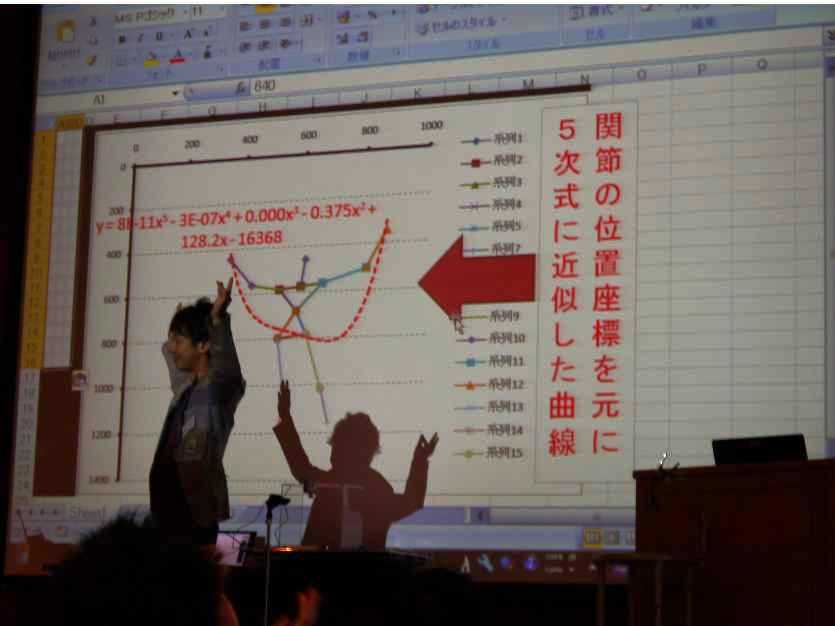 MS Pゴシック
11
B I U
フォント
配置
数値
セルのスタイル
スタイル
書式
セル
編集
A1
fx 640
G H I J K L M N O P Q
0 200 400 600 800 1000
0
200
400
600
800
1000
1200
1400
y = 8E-11x⁵ - 3E-07x⁴ + 0.000x³ - 0.375x² +
128.2x - 16368
系列1
系列2
系列3
系列4
系列5
系列7
系列9
系列10
系列11
系列12
系列13
系列14
系列15
関節の位置座標を元に
5次式に近似した曲線
Sheet1